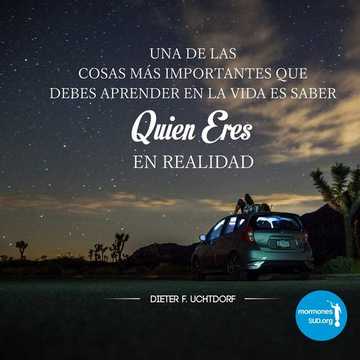 UNA DE LAS
COSAS MÁS IMPORTANTES QUE
DEBES APRENDER EN LA VIDA ES SABER
Quien Eres
EN REALIDAD
DIETER F. UCHTDORF
mormones
SUD.org